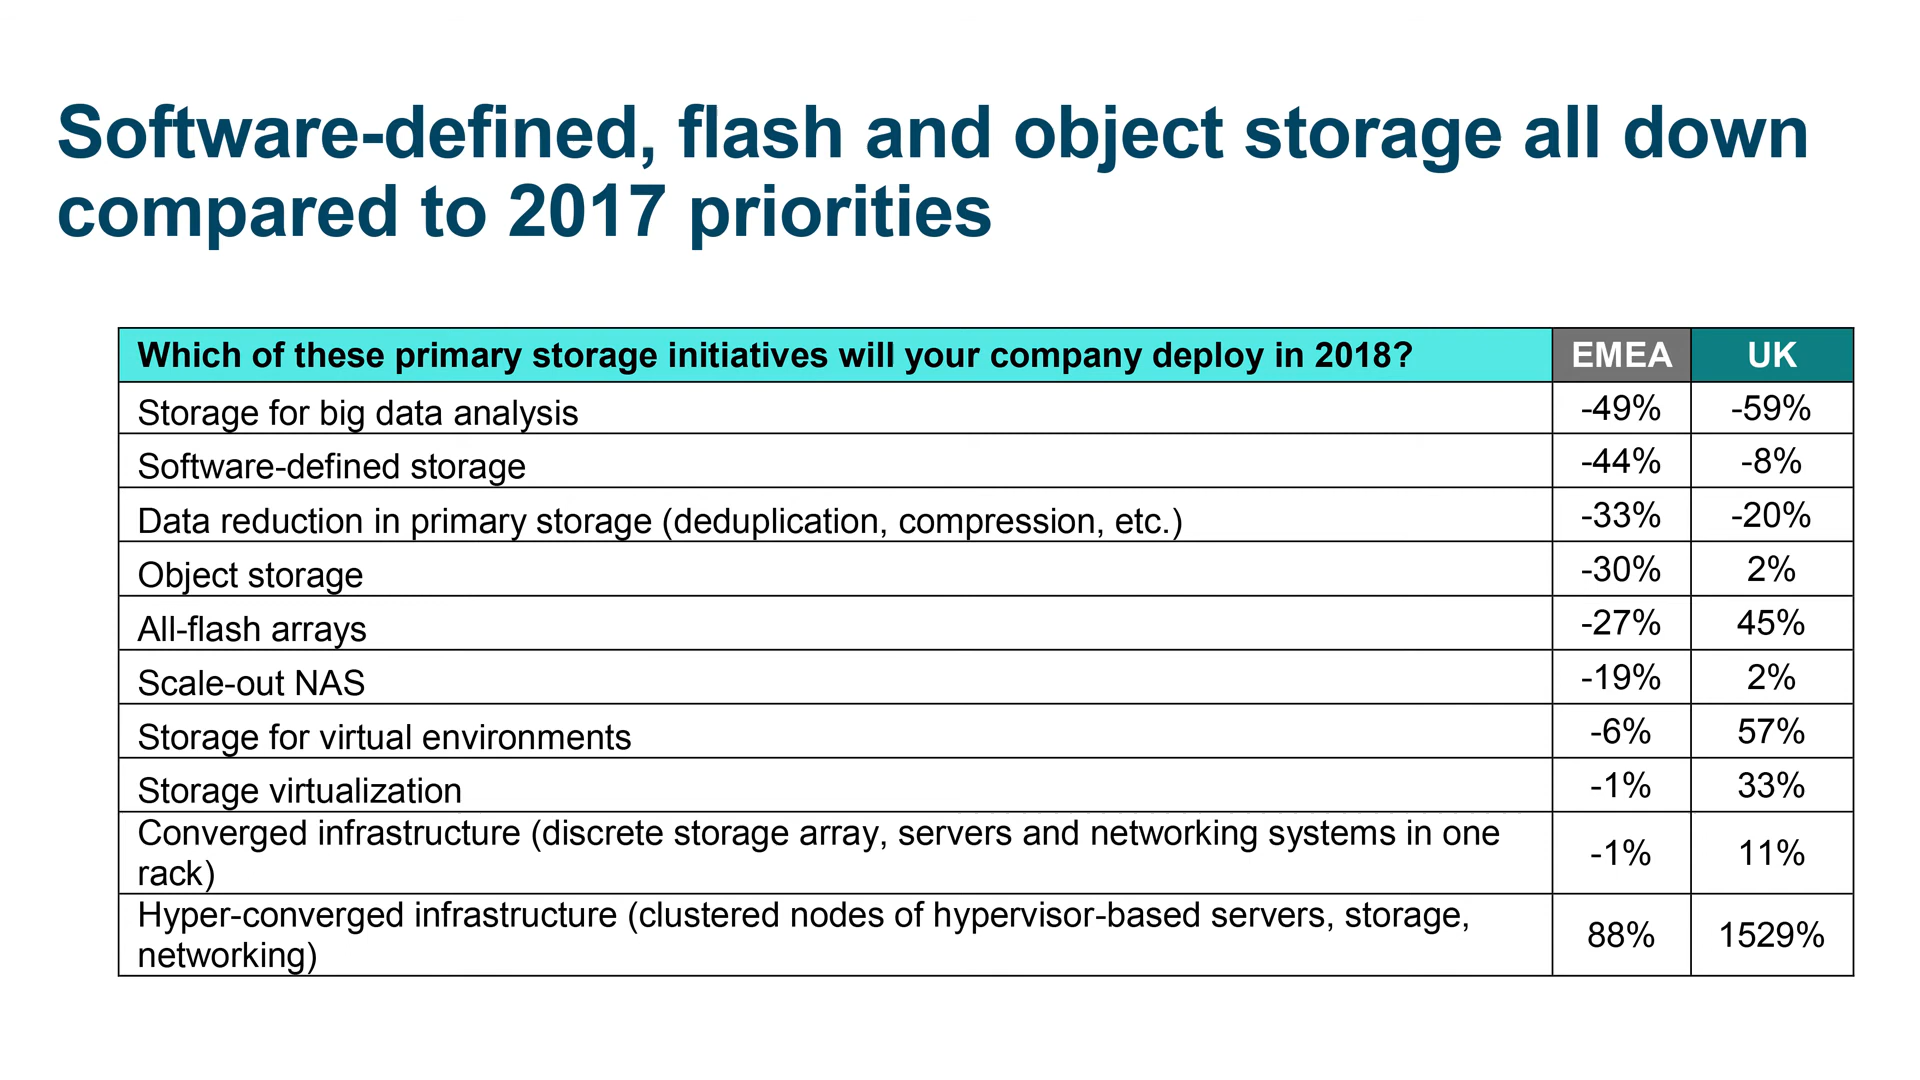 Software-defined, flash and object storage all down
compared to 2017 priorities
Which of these primary storage initiatives will your company deploy in 2018? EMEA UK
Storage for big data analysis -49% -59%
Software-defined storage -44% -8%
Data reduction in primary storage (deduplication, compression, etc.) -33% -20%
Object storage -30% 2%
All-flash arrays -27% 45%
Scale-out NAS -19% 2%
Storage for virtual environments -6% 57%
Storage virtualization -1% 33%
Converged infrastructure (discrete storage array, servers and networking systems in one
rack) -1% 11%
Hyper-converged infrastructure (clustered nodes of hypervisor-based servers, storage,
networking) 88% 1529%